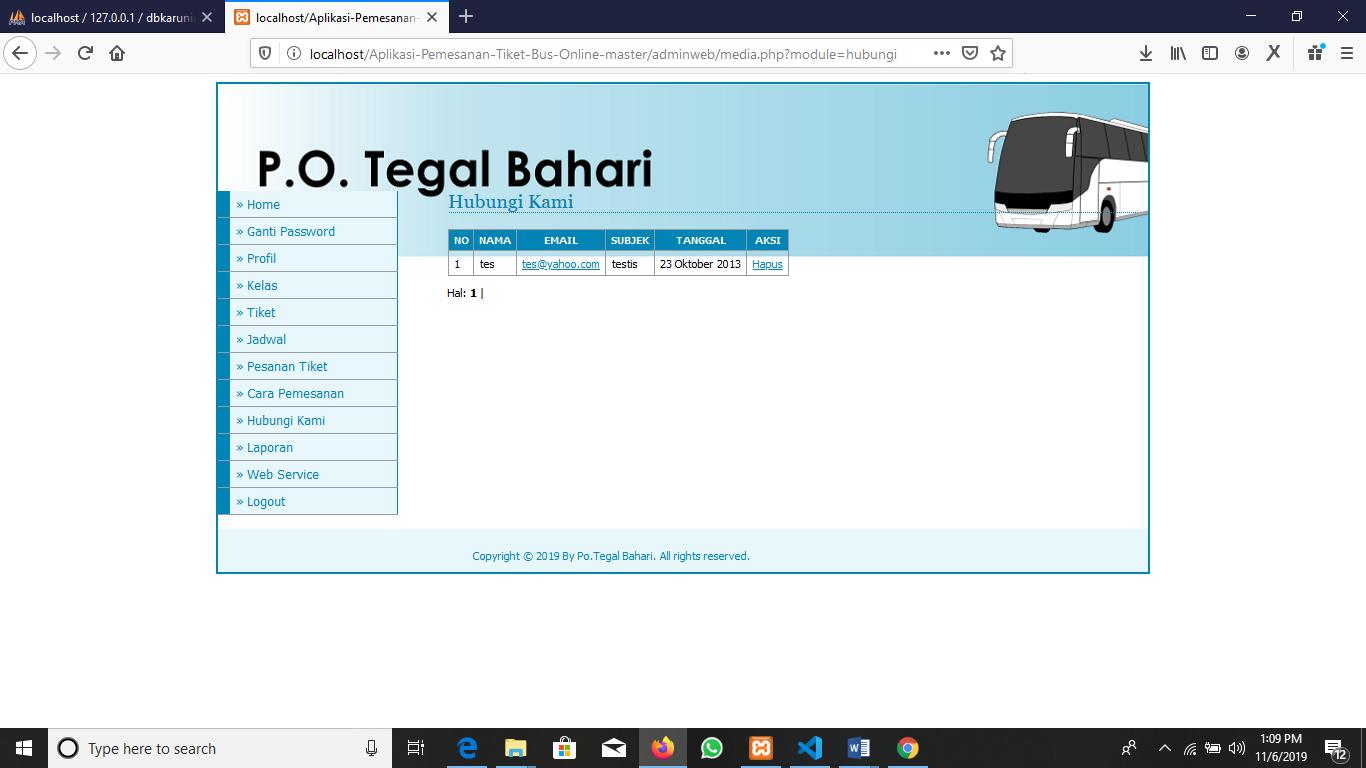 localhost / 127.0.0.1 / dbkaruni
localhost/Aplikasi-Pemesanan-
localhost/Aplikasi-Pemesanan-Tiket-Bus-Online-master/adminweb/media.php?module=hubungi
P.O. Tegal Bahari
» Home
» Ganti Password
» Profil
» Kelas
» Tiket
» Jadwal
» Pesanan Tiket
» Cara Pemesanan
» Hubungi Kami
» Laporan
» Web Service
» Logout
Hubungi Kami
NO NAMA EMAIL SUBJEK TANGGAL AKSI
1 tes tes@yahoo.com testis 23 Oktober 2013 Hapus
Hal: 1 |
Copyright © 2019 By Po.Tegal Bahari. All rights reserved.
Type here to search
1:09 PM
11/6/2019
12